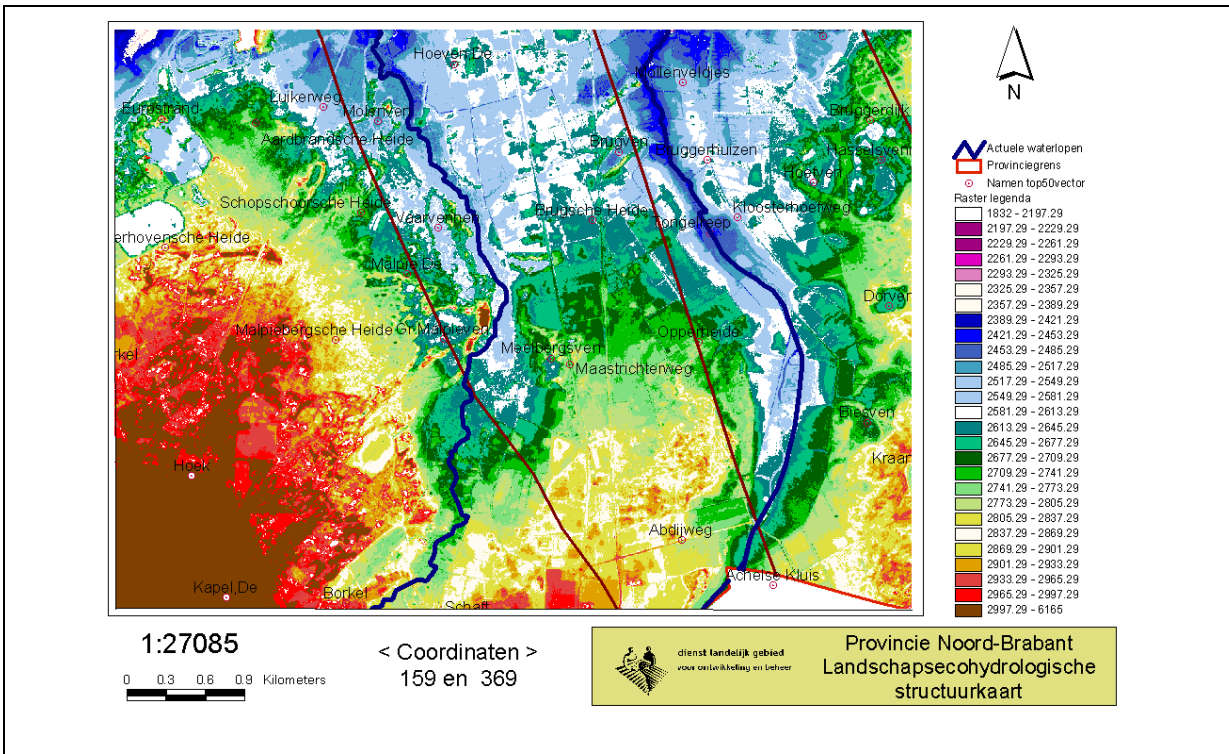 Hoeven De
Mollenveldjes
Luikerweg
Eurostrand
Molenven
Bruggerdijk
Aardbrandsche Heide
Brugven
Bruggerhuizen
Hasselsven
Hoerven
Schopschoorsche Heide
Vaarvennen
Brugsche Heide
Kloosterhoefweg
Tongelreep
erhovensche Heide
Malpie,De
Dorven
Malpiebergsche Heide
Gr.Malpieven
Opperheide
rkel
Meelbergsven
Maastrichterweg
Biesven
Hoek
Kraan
Abdijweg
Kapel,De
Borkel
Schaft
Achelse Kluis
N
Actuele waterlopen
Provinciegrens
Namen top50vector
Raster legenda
1832 - 2197.29
2197.29 - 2229.29
2229.29 - 2261.29
2261.29 - 2293.29
2293.29 - 2325.29
2325.29 - 2357.29
2357.29 - 2389.29
2389.29 - 2421.29
2421.29 - 2453.29
2453.29 - 2485.29
2485.29 - 2517.29
2517.29 - 2549.29
2549.29 - 2581.29
2581.29 - 2613.29
2613.29 - 2645.29
2645.29 - 2677.29
2677.29 - 2709.29
2709.29 - 2741.29
2741.29 - 2773.29
2773.29 - 2805.29
2805.29 - 2837.29
2837.29 - 2869.29
2869.29 - 2901.29
2901.29 - 2933.29
2933.29 - 2965.29
2965.29 - 2997.29
2997.29 - 6165
1:27085
0 0.3 0.6 0.9 Kilometers
< Coordinaten >
159 en 369
dienst landelijk gebied
voor ontwikkeling en beheer
Provincie Noord-Brabant
Landschapsecohydrologische
structuurkaart